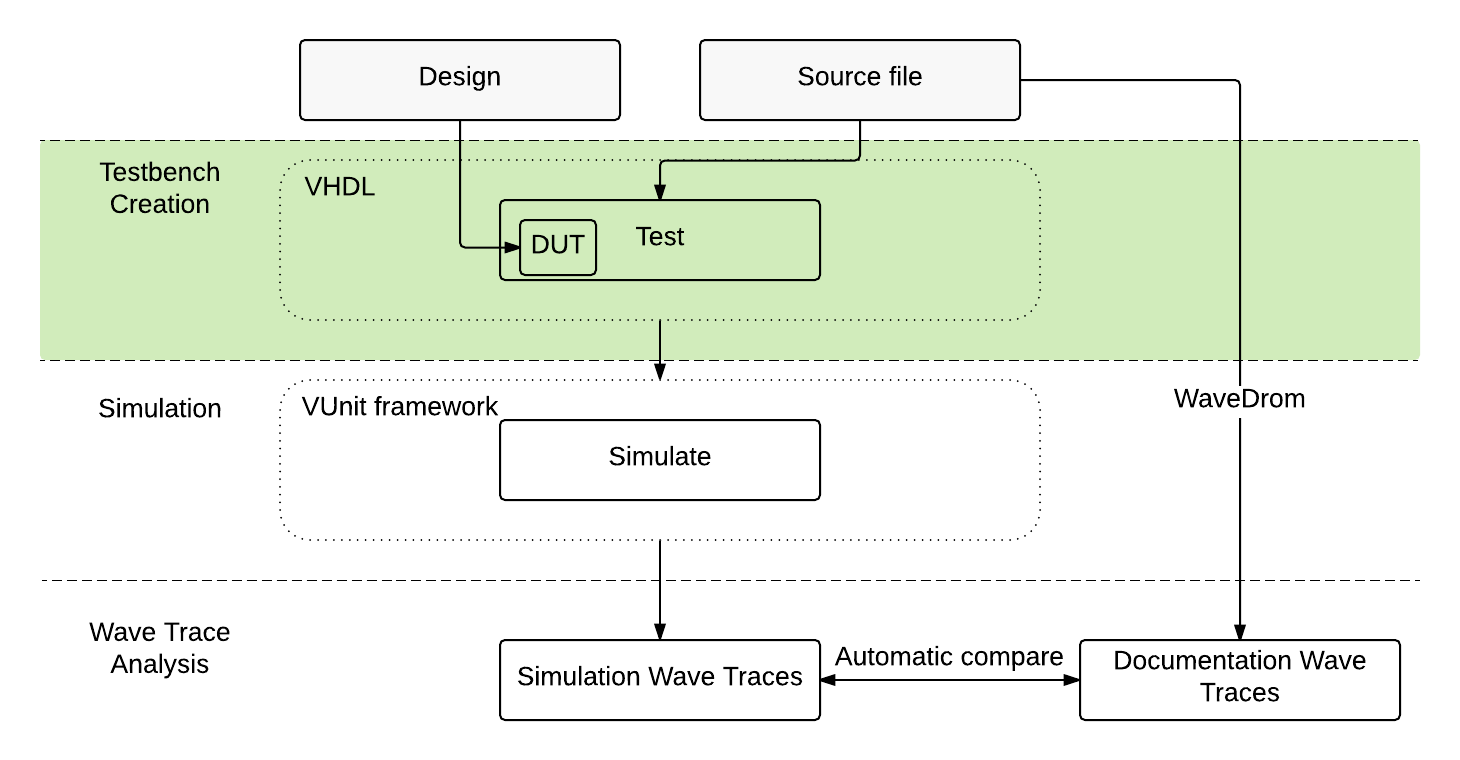 Design
Source file
Testbench
Creation
VHDL
DUT
Test
Simulation
VUnit framework
Simulate
WaveDrom
Wave Trace
Analysis
Simulation Wave Traces
Automatic compare
Documentation Wave
Traces